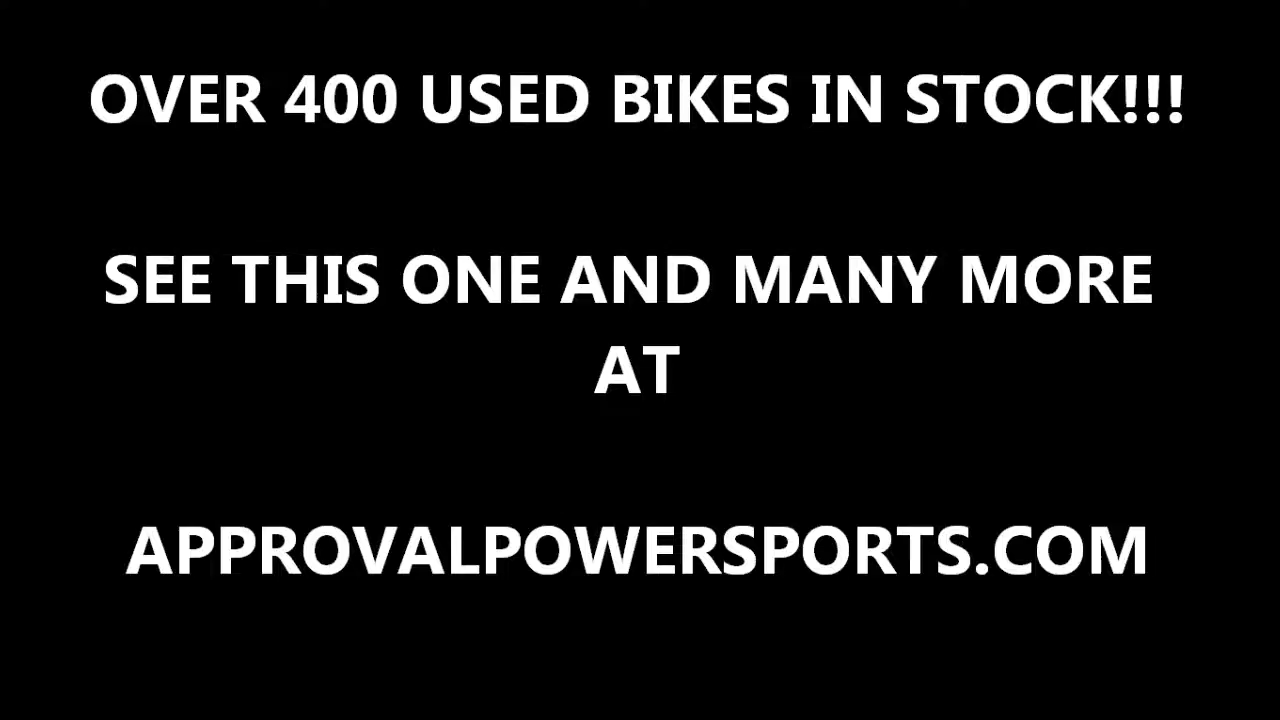 OVER 400 USED BIKES IN STOCK!!!
SEE THIS ONE AND MANY MORE
AT
APPROVALPOWERSPORTS.COM